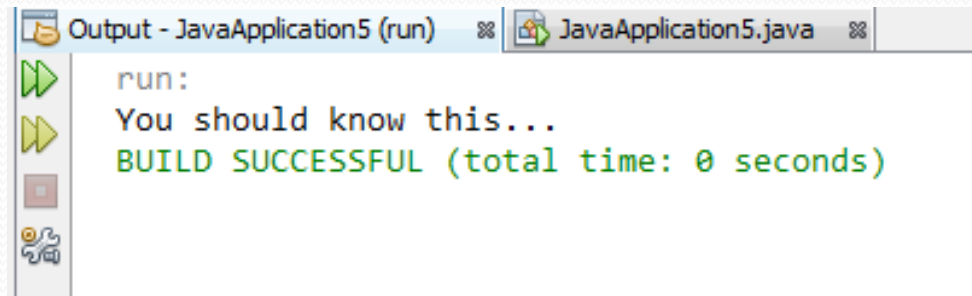 Output - JavaApplication5 (run) JavaApplication5.java
run:
You should know this...
BUILD SUCCESSFUL (total time: 0 seconds)